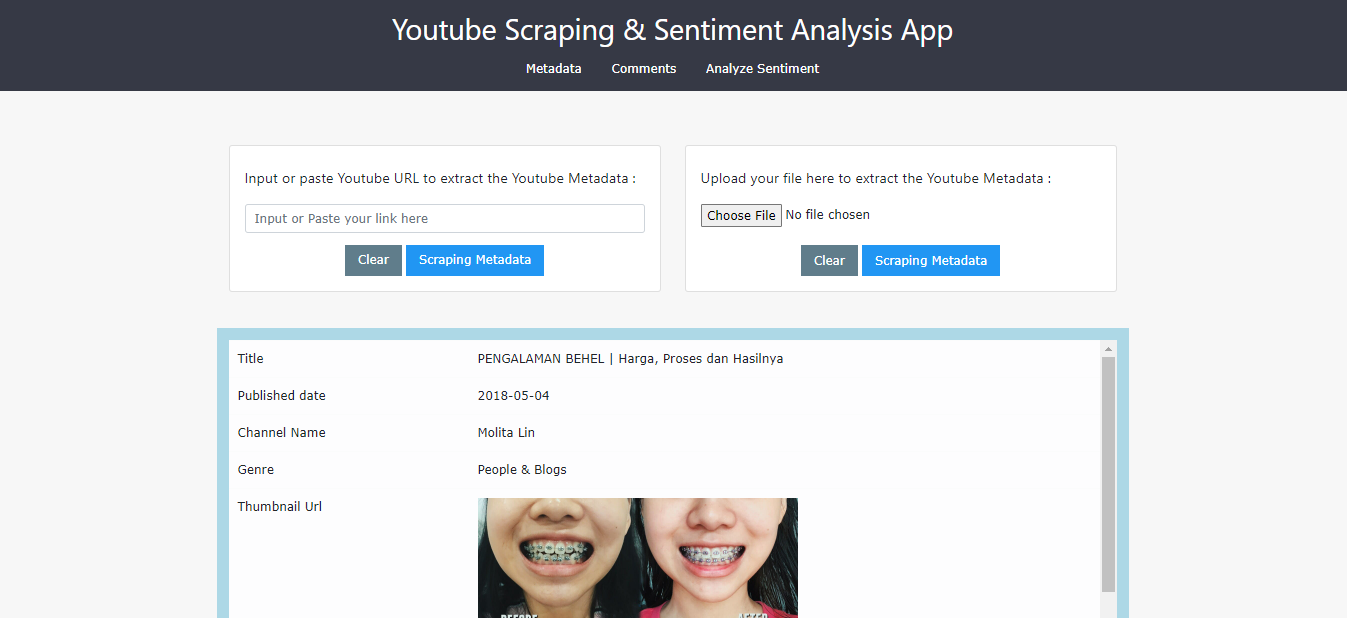 Youtube Scraping & Sentiment Analysis App
Metadata Comments Analyze Sentiment
Input or paste Youtube URL to extract the Youtube Metadata :
Input or Paste your link here
Clear Scraping Metadata
Upload your file here to extract the Youtube Metadata :
Choose File No file chosen
Clear Scraping Metadata
Title PENGALAMAN BEHEL | Harga, Proses dan Hasilnya
Published date 2018-05-04
Channel Name Molita Lin
Genre People & Blogs
Thumbnail Url
BEFORE AFTER